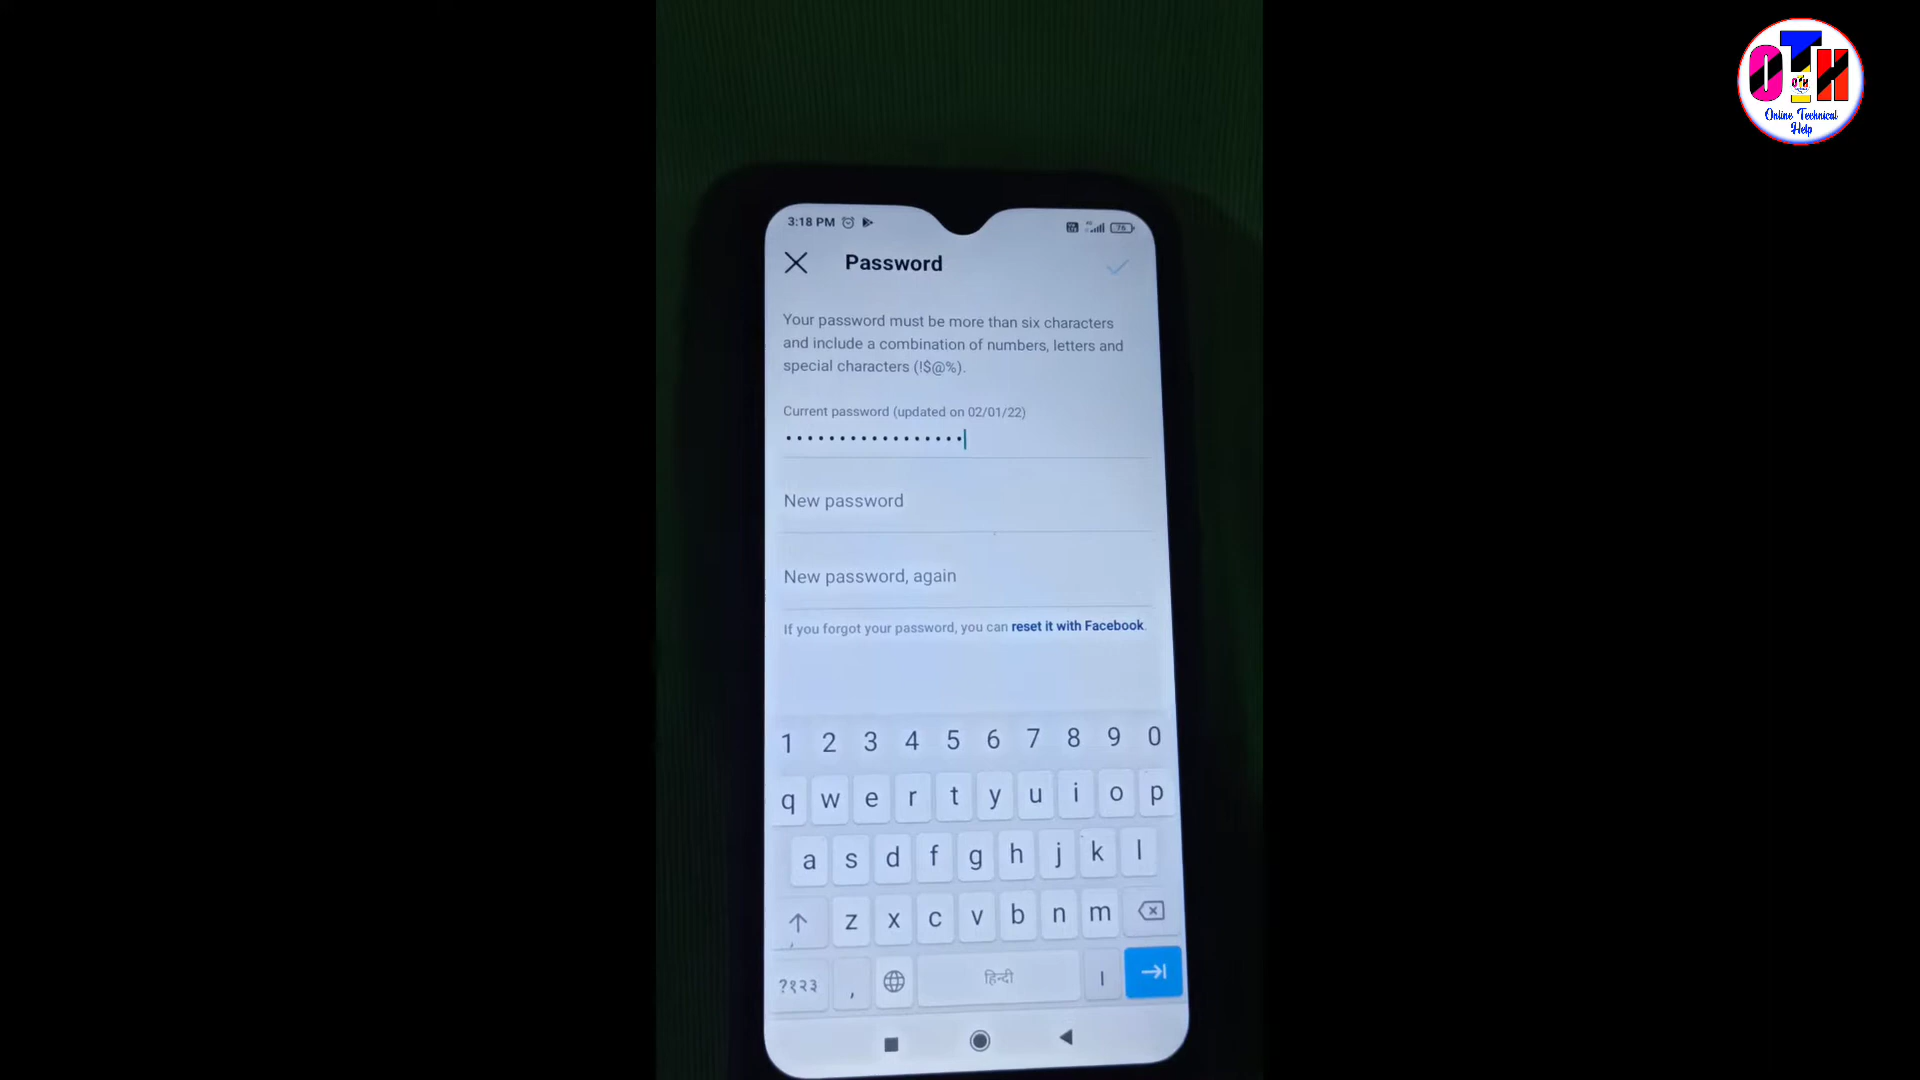 OTH
Online Technical
Help
3:18 PM
76
Password
Your password must be more than six characters
and include a combination of numbers, letters and
special characters (!$@%).
Current password (updated on 02/01/22)
•••••••••••••••••
New password
New password, again
If you forgot your password, you can reset it with Facebook.
1 2 3 4 5 6 7 8 9 0
q w e r t y u i o p
a s d f g h j k l
z x c v b n m
?१२३ , हिन्दी ।